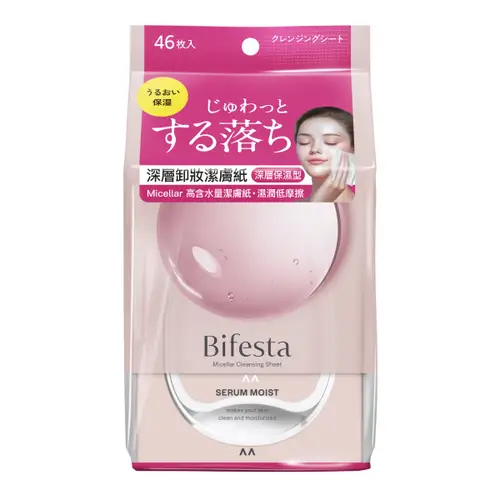 46枚入
クレンジングシート
うるおい
保湿
じゅわっと
する落ち
深層卸妝潔膚紙 深層保濕型
Micellar 高含水量潔膚紙・濕潤低摩擦
Bifesta
Micellar Cleansing Sheet
SERUM MOIST
makes your skin
clean and moisturized